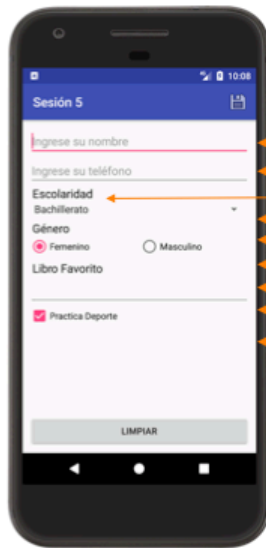 10:08
Sesión 5
Ingrese su nombre
Ingrese su teléfono
Escolaridad
Bachillerato
Género
Femenino Masculino
Libro Favorito
Practica Deporte
LIMPIAR